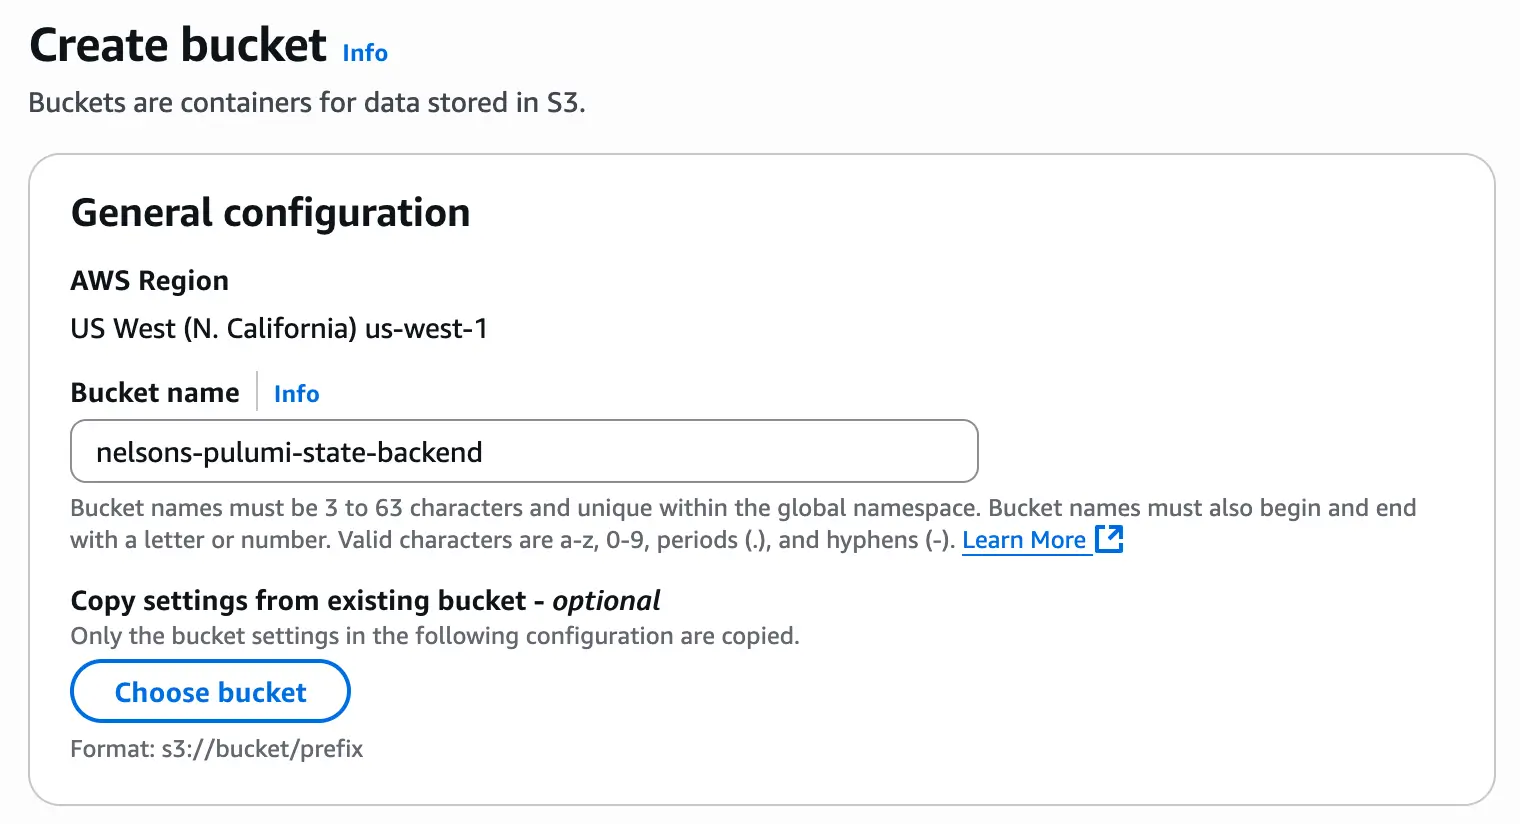 Create bucket Info
Buckets are containers for data stored in S3.
General configuration
AWS Region
US West (N. California) us-west-1
Bucket name Info
nelsons-pulumi-state-backend
Bucket names must be 3 to 63 characters and unique within the global namespace. Bucket names must also begin and end
with a letter or number. Valid characters are a-z, 0-9, periods (.), and hyphens (-). Learn More
Copy settings from existing bucket - optional
Only the bucket settings in the following configuration are copied.
Choose bucket
Format: s3://bucket/prefix